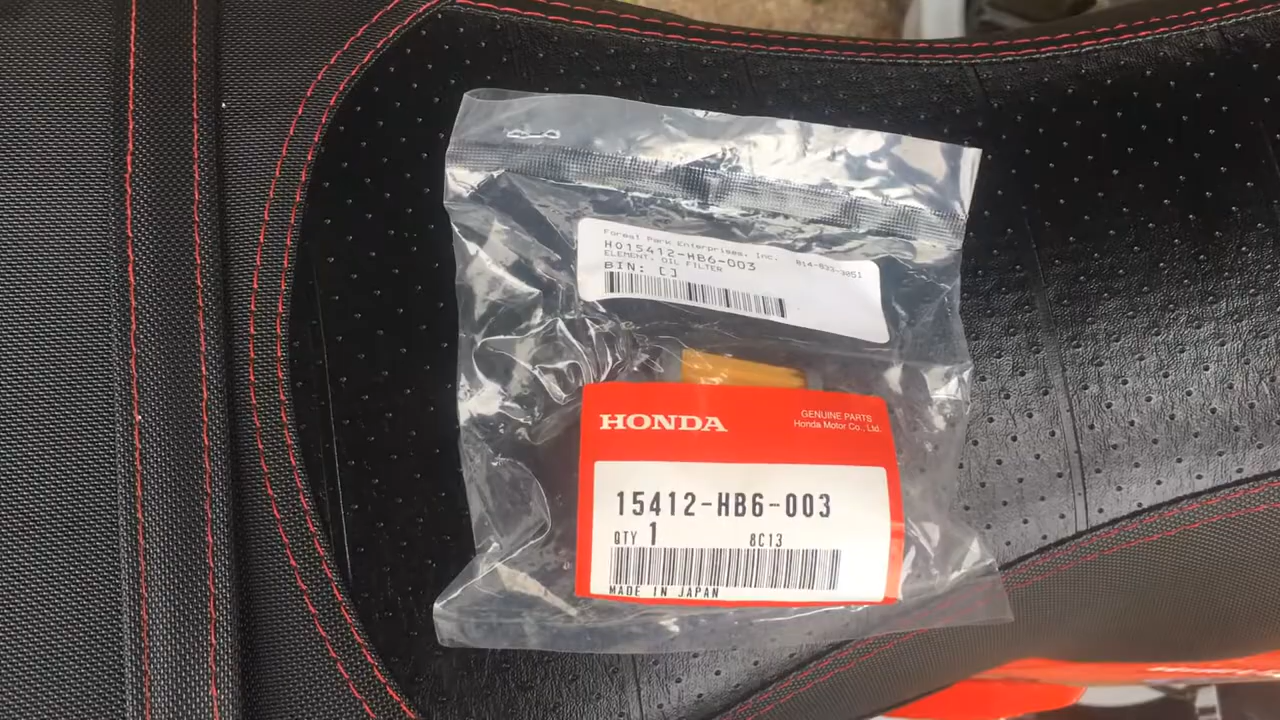 Forest Park Enterprises, Inc.
HO15412-HB6-003
ELEMENT, OIL FILTER
BIN: [ ]
HONDA
GENUINE PARTS
Honda Motor Co., Ltd.
15412-HB6-003
QTY 1 8C13
MADE IN JAPAN